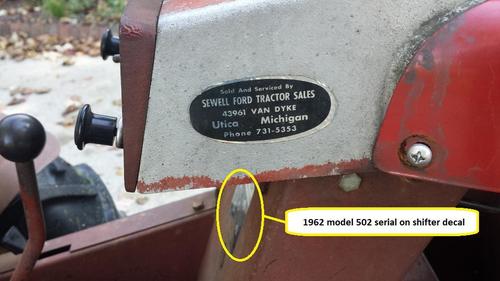 Sold And Serviced By
SEWELL FORD TRACTOR SALES
43961 VAN DYKE
Utica Michigan
Phone 731-5353
1962 model 502 serial on shifter decal